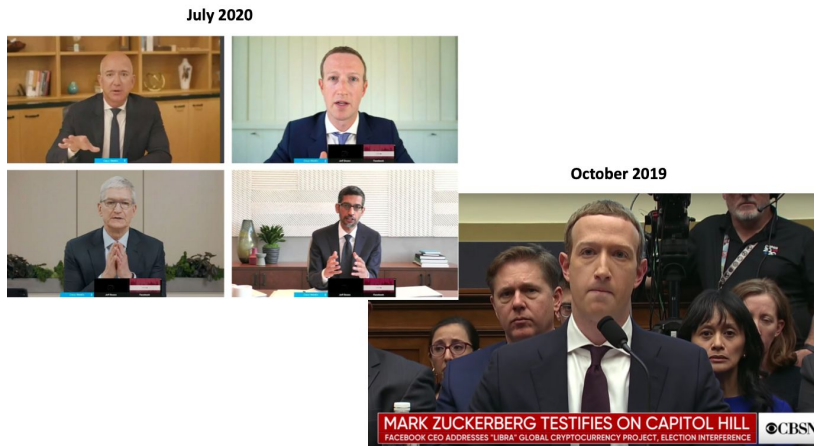 July 2020
October 2019
MARK ZUCKERBERG TESTIFIES ON CAPITOL HILL
FACEBOOK CEO ADDRESSES "LIBRA" GLOBAL CRYPTOCURRENCY PROJECT, ELECTION INTERFERENCE
CBSN